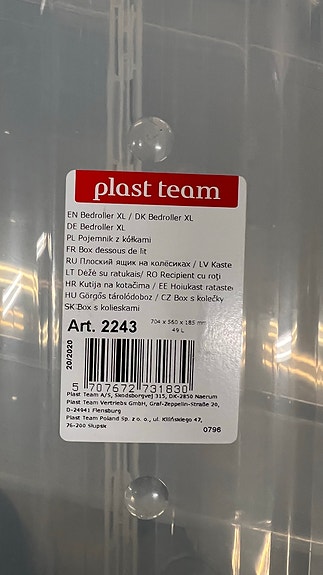 plast team
EN Bedroller XL / DK Bedroller XL
DE Bedroller XL
PL Pojemnik z kółkami
FR Box dessous de lit
RU Плоский ящик на колёсиках / LV Kaste
LT Dėžė su ratukais/ RO Recipient cu roți
HR Kutija na kotačima / EE Hoiukast ratastel
HU Görgős tárolódoboz / CZ Box s kolečky
SK Box s kolieskami
Art. 2243
704 x 560 x 185 mm
49 L
20/2020
5 707672 731830
Plast Team A/S, Skodsborgvej 315, DK-2850 Naerum
Plast Team Vertriebs GmbH, Graf-Zeppelin-Straße 20,
D-24941 Flensburg
Plast Team Poland Sp. z o. o., ul. Kilińskiego 47,
76-200 Słupsk
0796